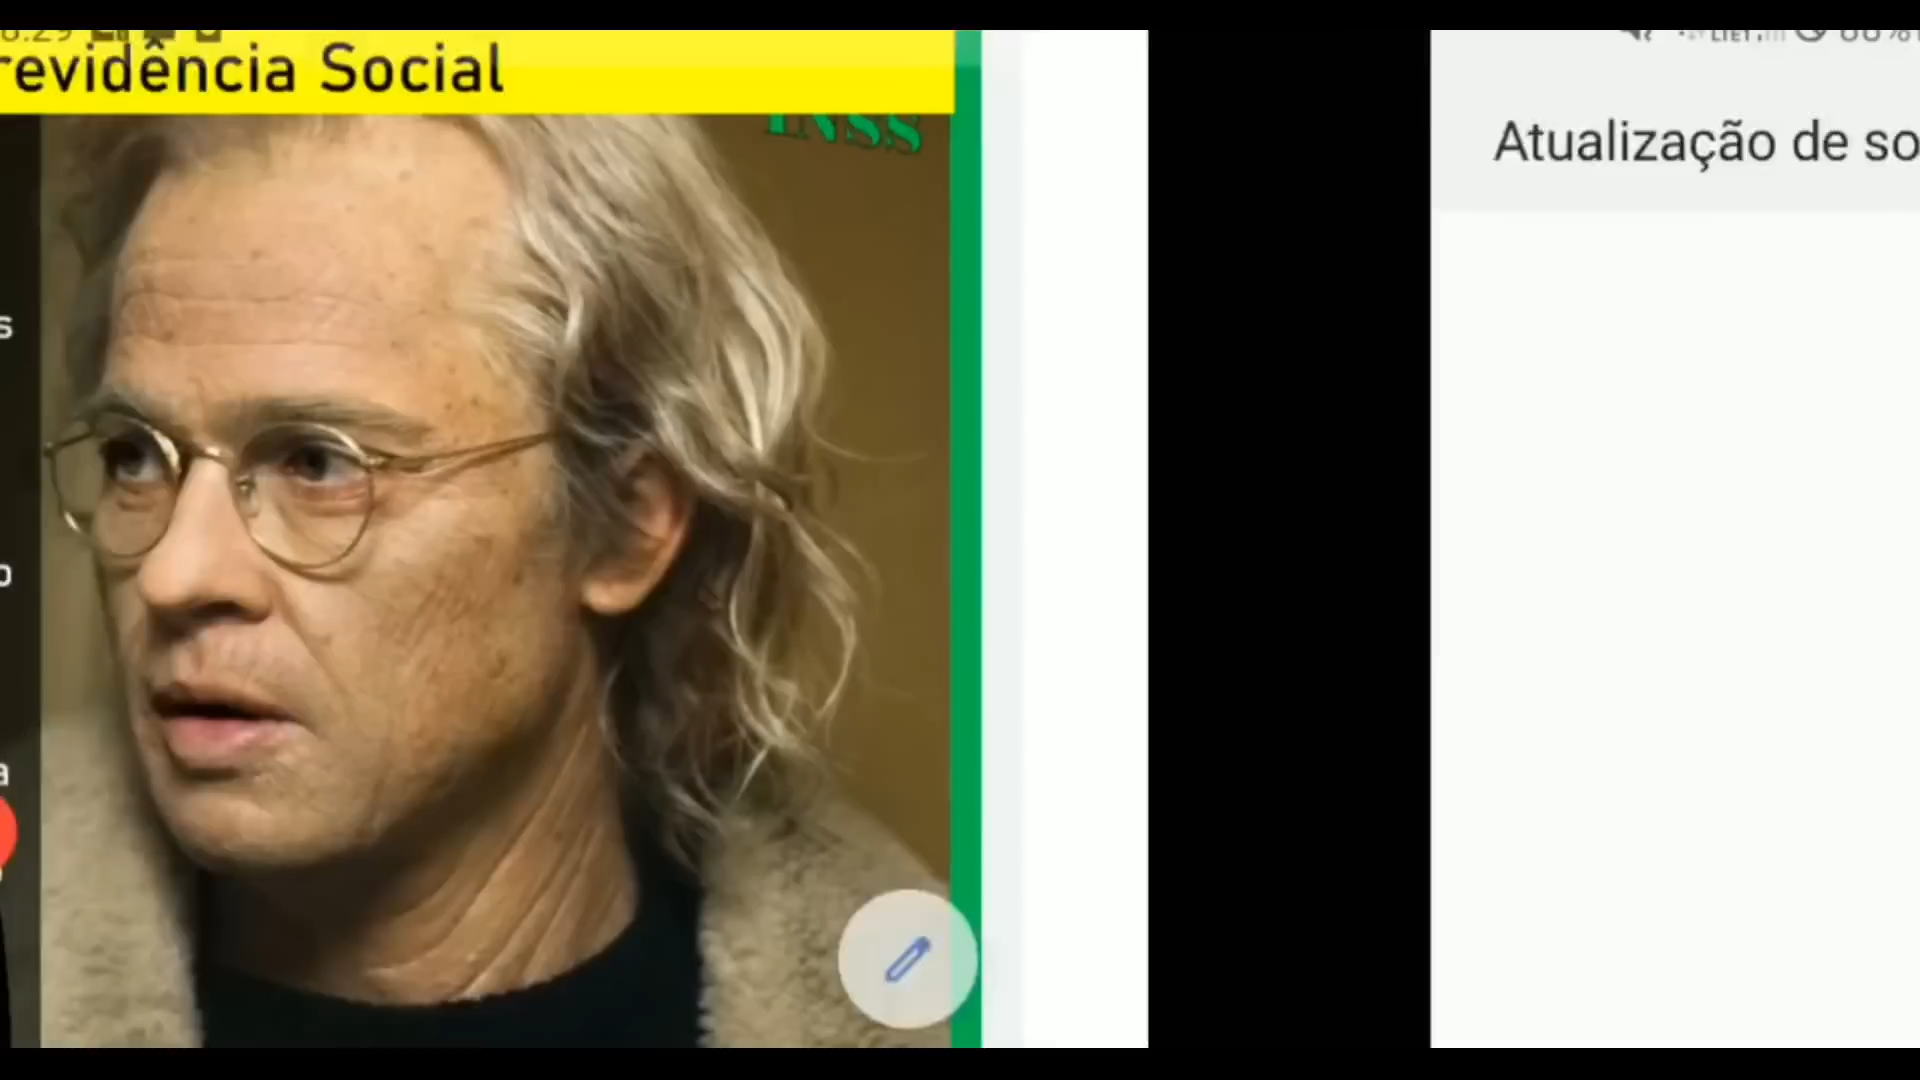 revidência Social
INSS
Atualização de so
s
o
a